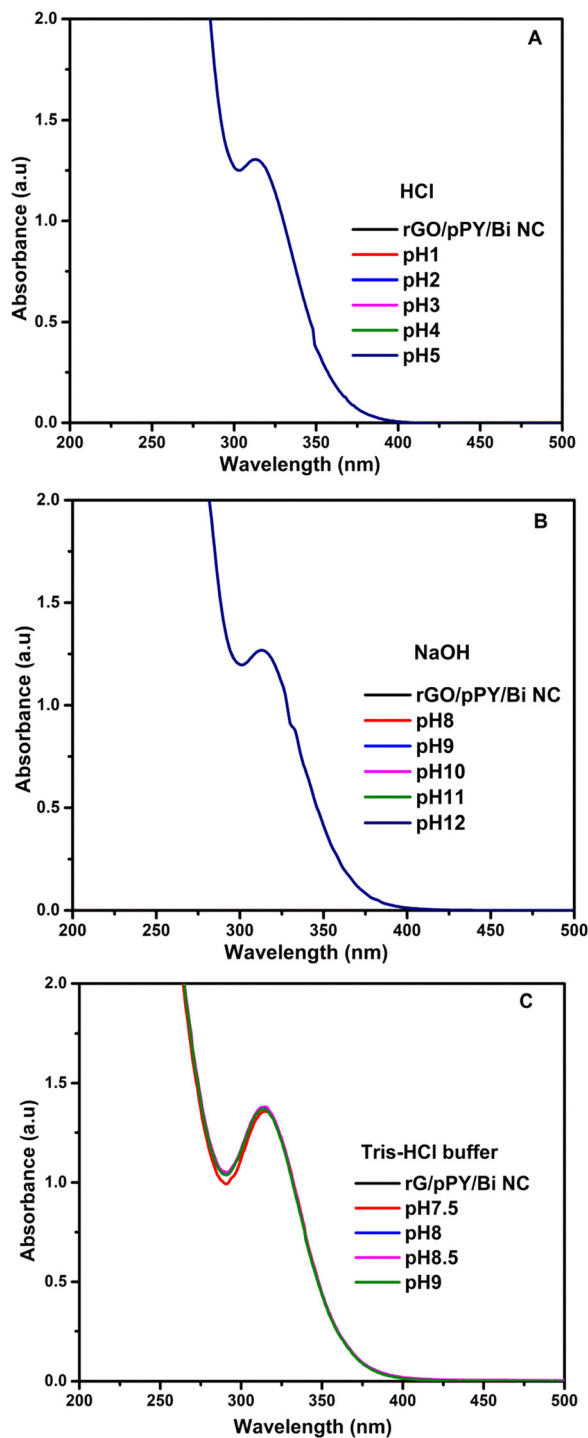 A
2.0
1.5
1.0
0.5
0.0
Absorbance (a.u)
HCl
rGO/pPY/Bi NC
pH1
pH2
pH3
pH4
pH5
200 250 300 350 400 450 500
Wavelength (nm)
B
2.0
1.5
1.0
0.5
0.0
Absorbance (a.u)
NaOH
rGO/pPY/Bi NC
pH8
pH9
pH10
pH11
pH12
200 250 300 350 400 450 500
Wavelength (nm)
C
2.0
1.5
1.0
0.5
0.0
Absorbance (a.u)
Tris-HCl buffer
rG/pPY/Bi NC
pH7.5
pH8
pH8.5
pH9
200 250 300 350 400 450 500
Wavelength (nm)